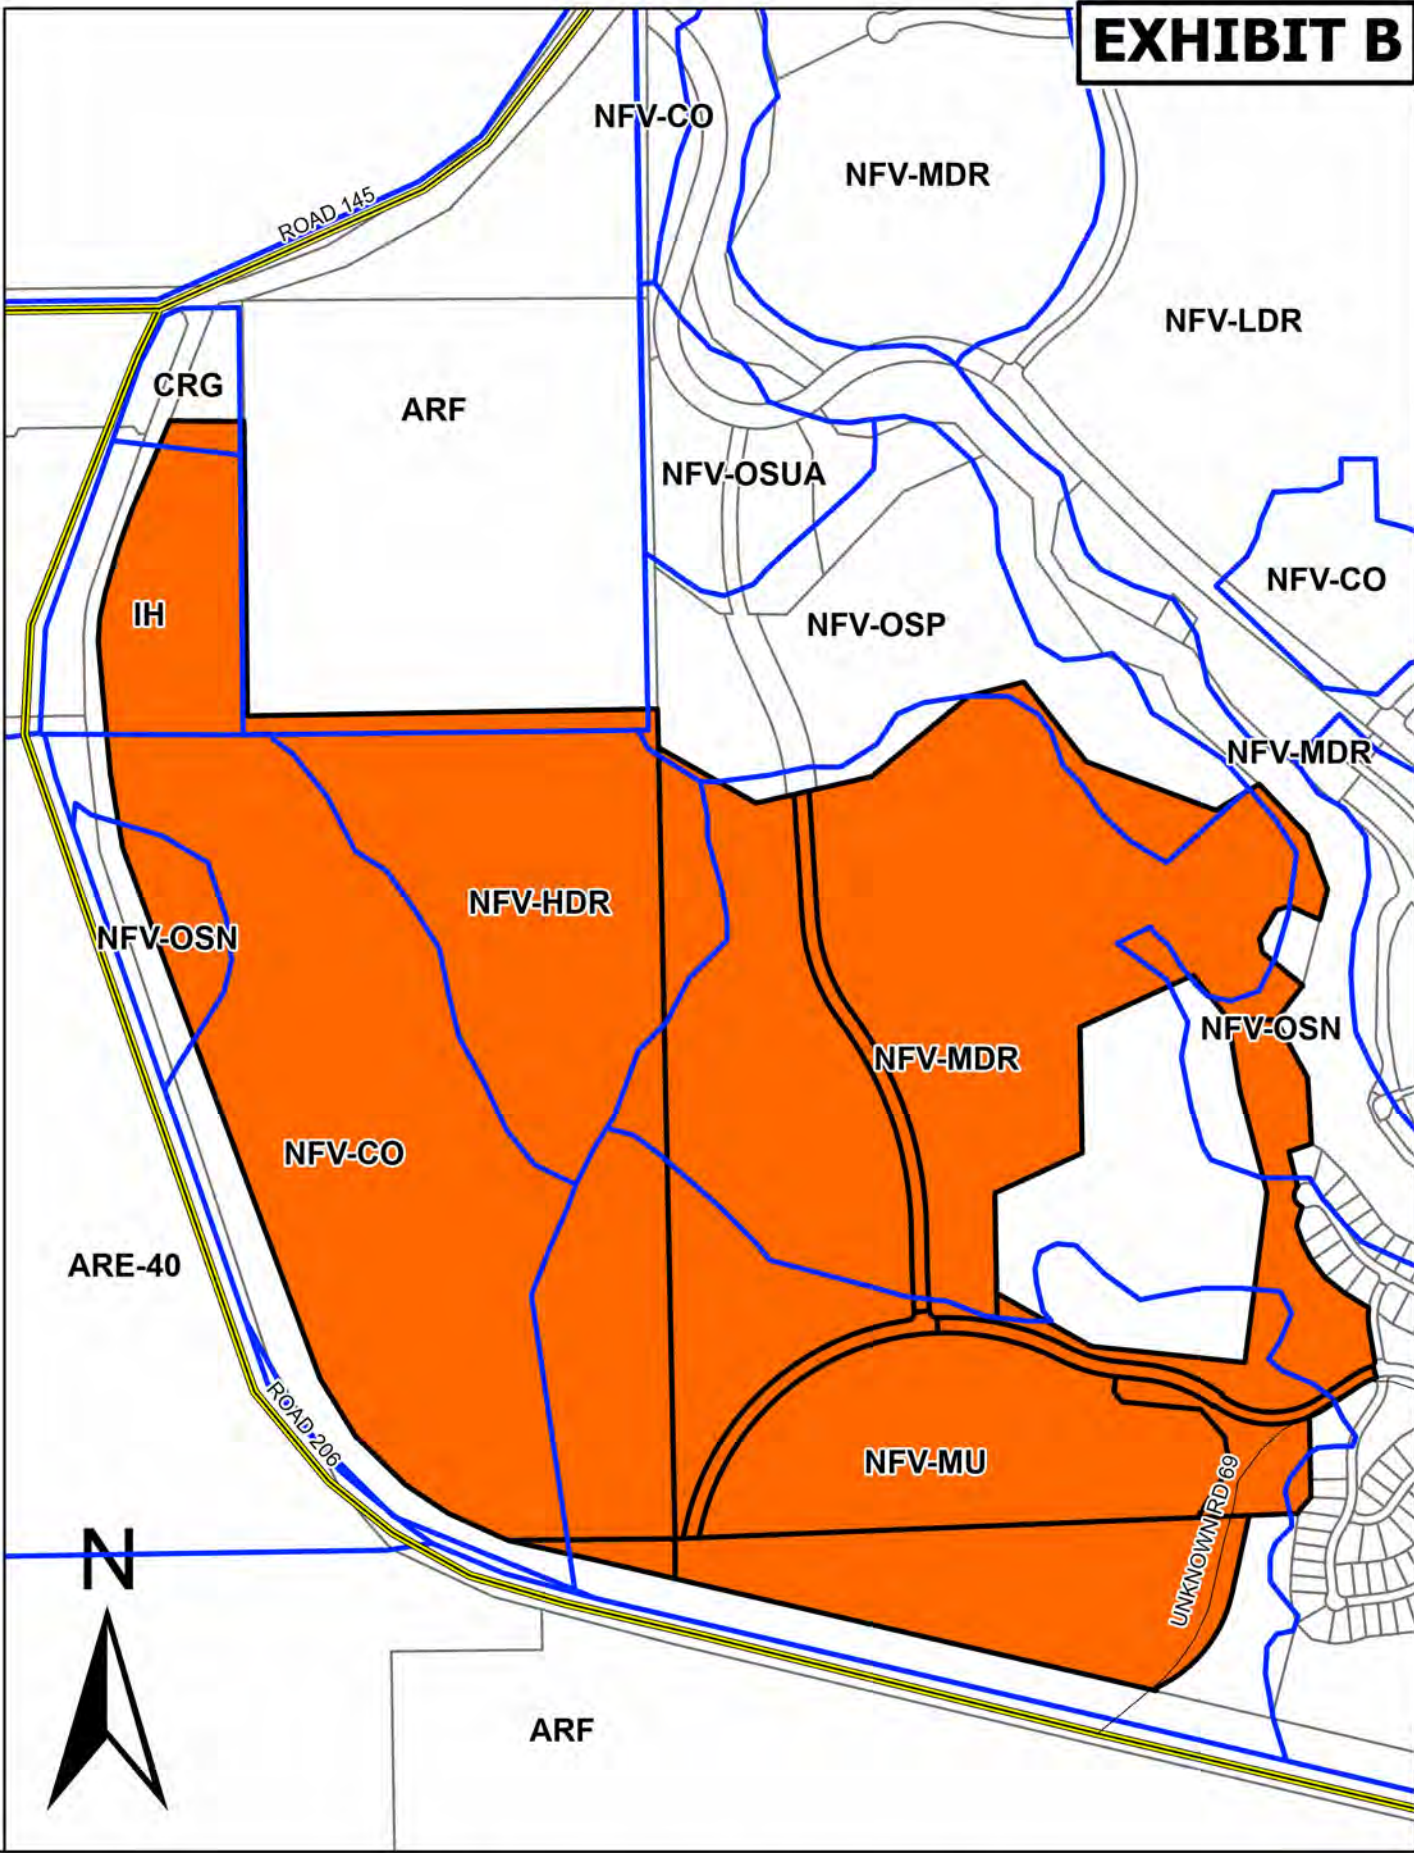 EXHIBIT B
NFV-CO
NFV-MDR
ROAD 145
NFV-LDR
CRG
ARF
NFV-OSUA
NFV-CO
IH
NFV-OSP
NFV-MDR
NFV-HDR
NFV-OSN
NFV-OSN
NFV-MDR
NFV-CO
ARE-40
ROAD 206
NFV-MU
UNKNOWN RD 69
N
ARF